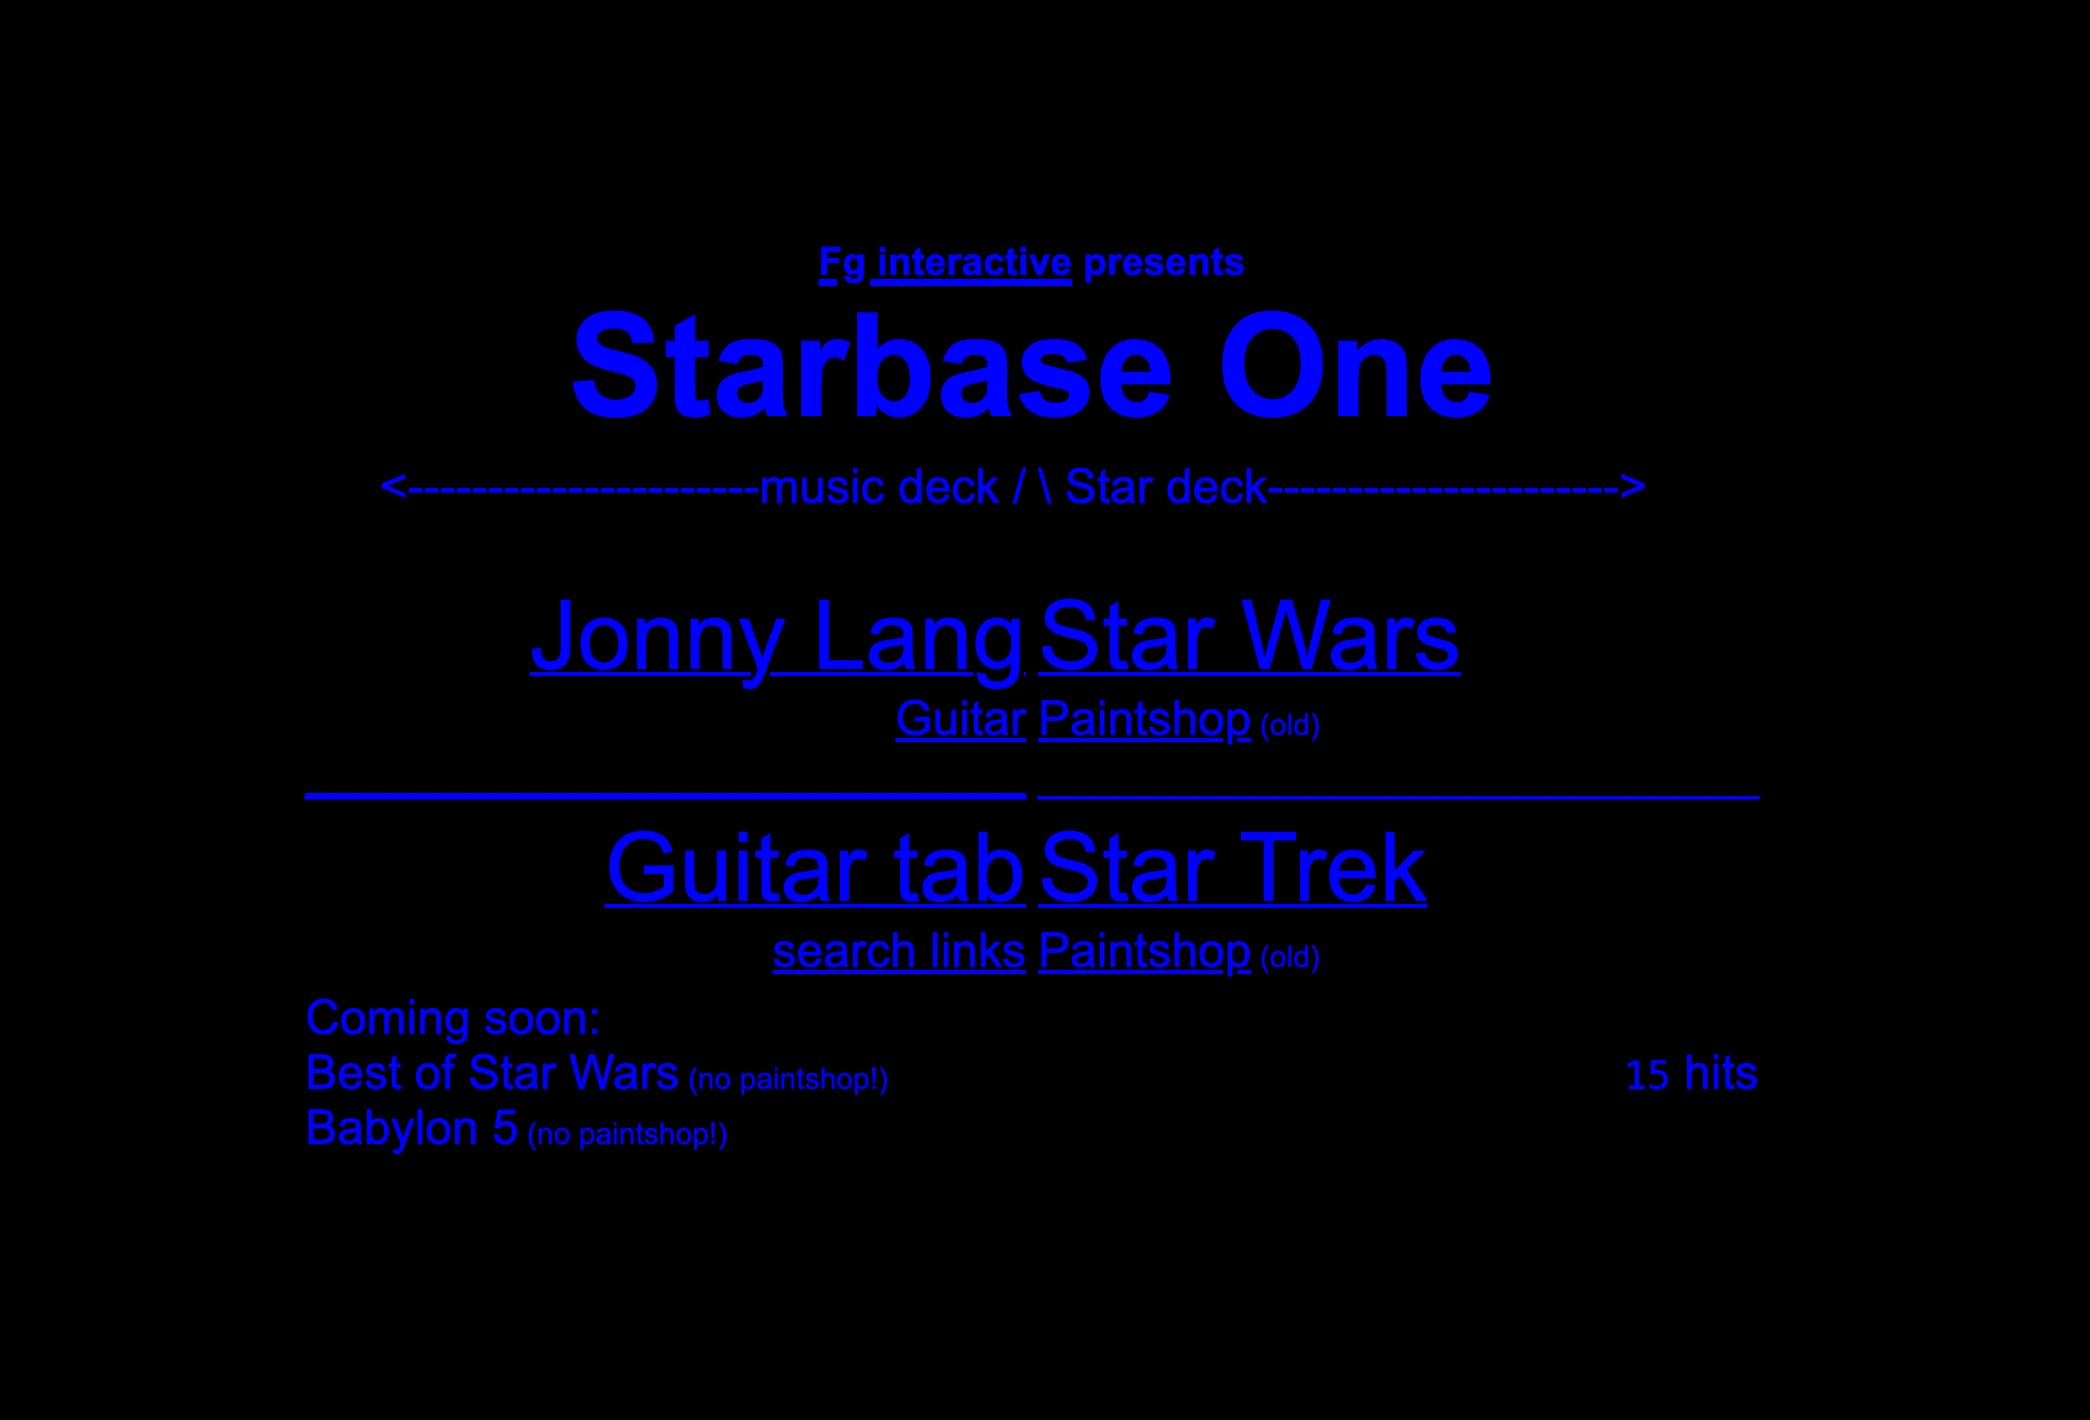 Fg interactive presents
Starbase One
<----------------------music deck / \ Star deck---------------------->
Jonny Lang Star Wars
Guitar Paintshop (old)
Guitar tab Star Trek
search links Paintshop (old)
Coming soon:
Best of Star Wars (no paintshop!)
15 hits
Babylon 5 (no paintshop!)